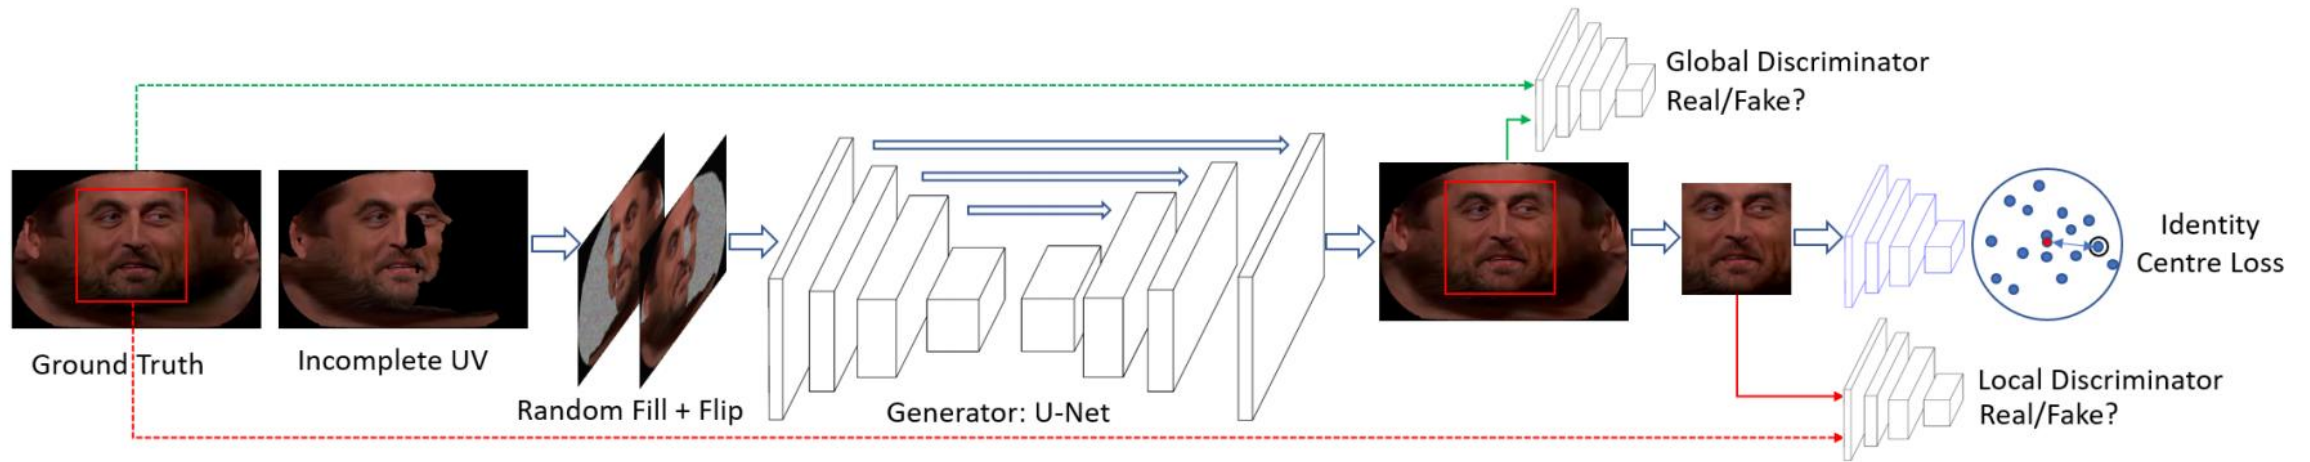 Global Discriminator
Real/Fake?
Ground Truth
Incomplete UV
Random Fill + Flip
Generator: U-Net
Identity
Centre Loss
Local Discriminator
Real/Fake?